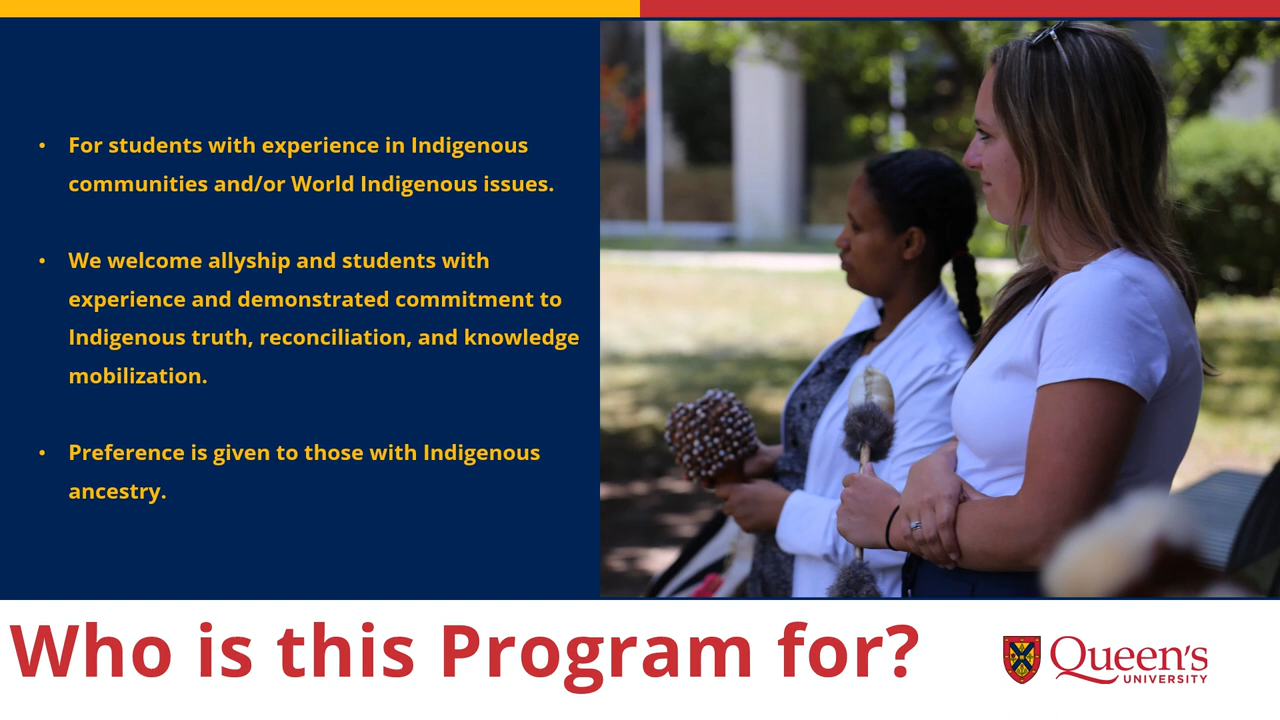 • For students with experience in Indigenous
communities and/or World Indigenous issues.
• We welcome allyship and students with
experience and demonstrated commitment to
Indigenous truth, reconciliation, and knowledge
mobilization.
• Preference is given to those with Indigenous
ancestry.
Who is this Program for?
Queen's
UNIVERSITY